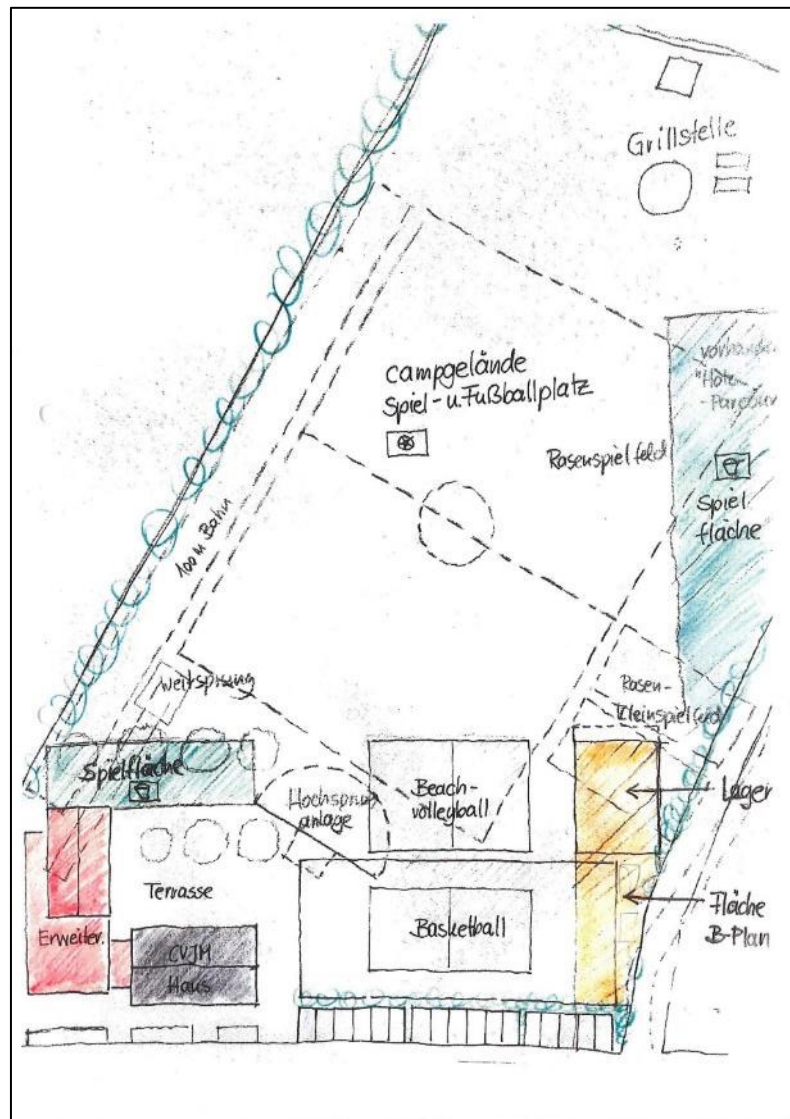 Grillstelle
Campgelände
Spiel- u. Fußballplatz
Rasenspielfeld
Parcour
Spiel
fläche
100 m Bahn
Weitsprung
Rasen-
Kleinspielfeld
Spielfläche
Hochsprung
anlage
Beach-
volleyball
Lager
Terrasse
Erweiter.
CVJM
Haus
Basketball
Fläche
B-Plan